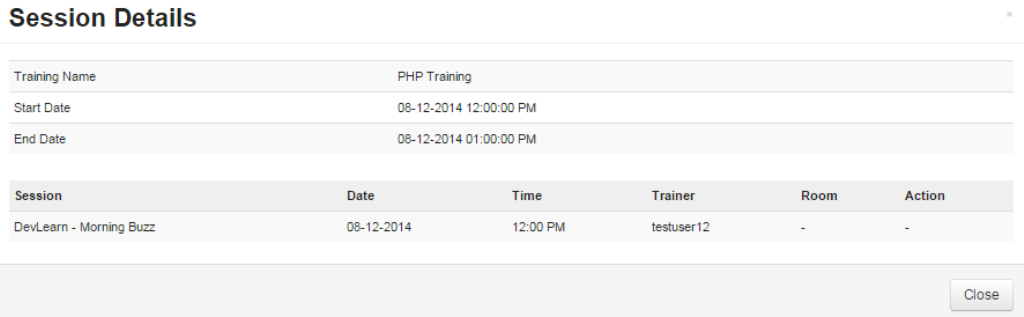 Session Details
×
Training Name PHP Training
Start Date 08-12-2014 12:00:00 PM
End Date 08-12-2014 01:00:00 PM
Session Date Time Trainer Room Action
DevLearn - Morning Buzz 08-12-2014 12:00 PM testuser12 - -
Close